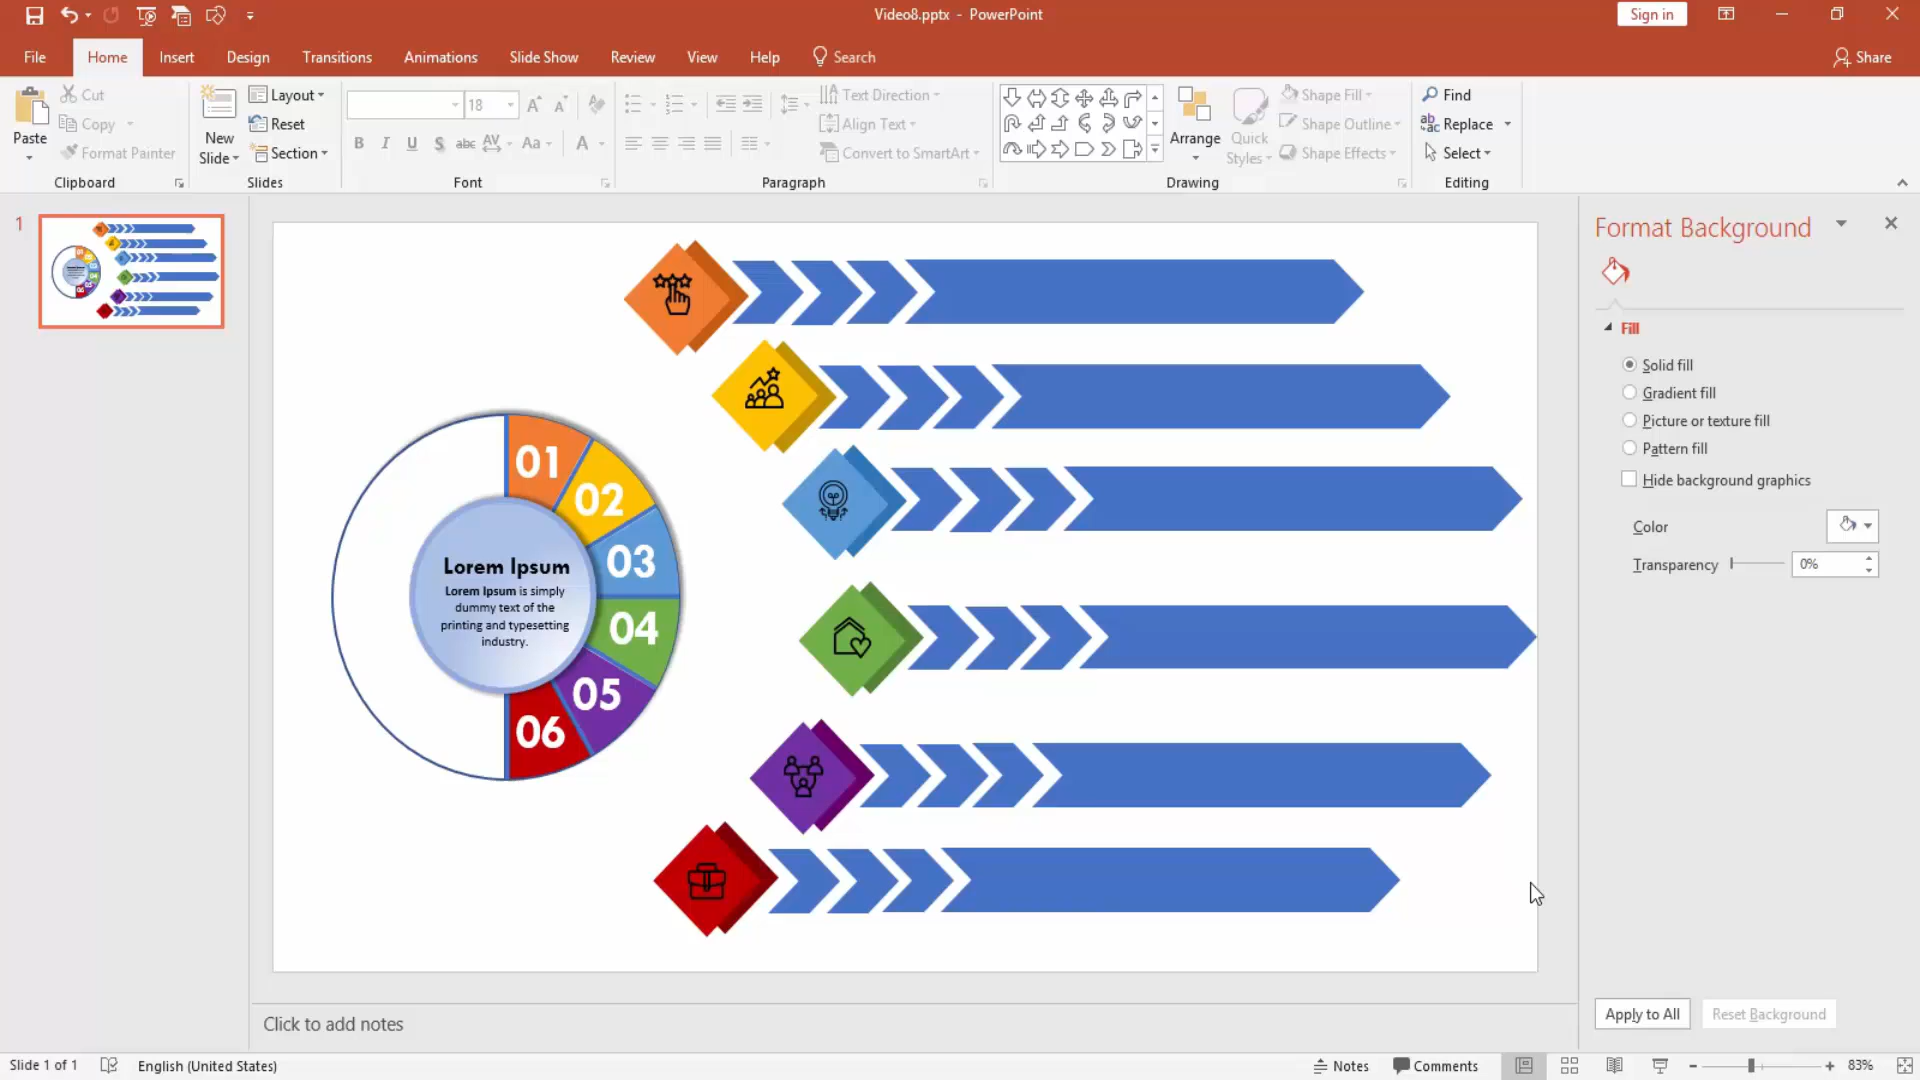 Video8.pptx - PowerPoint
Sign in
File Home Insert Design Transitions Animations Slide Show Review View Help Search Share
Paste
Cut
Copy
Format Painter
Clipboard
New Slide
Layout
Reset
Section
Slides
18
A A
B I U S abc AV Aa A
Font
Text Direction
Align Text
Convert to SmartArt
Paragraph
Arrange
Quick Styles
Shape Fill
Shape Outline
Shape Effects
Drawing
Find
Replace
Select
Editing
1
01
02
03
04
05
06
Lorem Ipsum
Lorem Ipsum is simply
dummy text of the
printing and typesetting
industry.
Format Background
Fill
Solid fill
Gradient fill
Picture or texture fill
Pattern fill
Hide background graphics
Color
Transparency 0%
Apply to All Reset Background
Click to add notes
Slide 1 of 1 English (United States) Notes Comments 83%